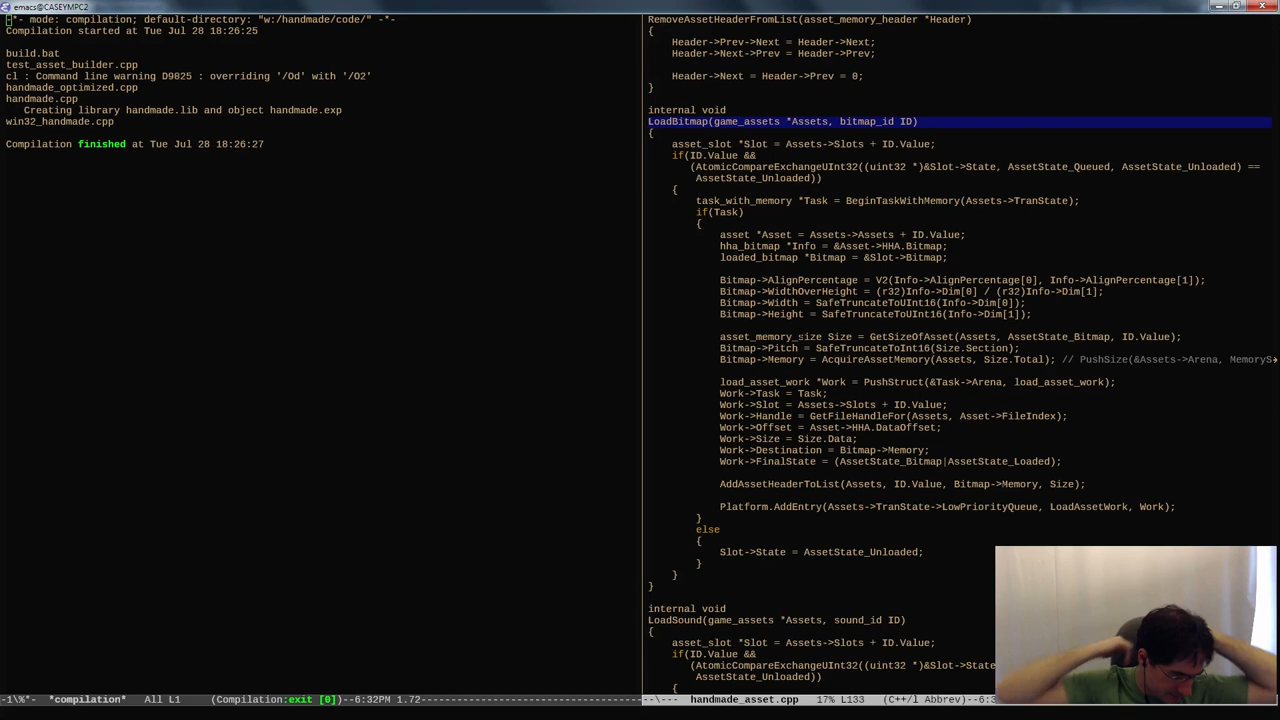 emacs@CASEYMPC2
-*- mode: compilation; default-directory: "w:/handmade/code/" -*-
Compilation started at Tue Jul 28 18:26:25
build.bat
test_asset_builder.cpp
cl : Command line warning D9025 : overriding '/Od' with '/O2'
handmade_optimized.cpp
handmade.cpp
Creating library handmade.lib and object handmade.exp
win32_handmade.cpp
Compilation finished at Tue Jul 28 18:26:27
-1\%*-  *compilation*   All L1     (Compilation:exit [0])--6:32PM 1.72
RemoveAssetHeaderFromList(asset_memory_header *Header)
{
Header->Prev->Next = Header->Next;
Header->Next->Prev = Header->Prev;
Header->Next = Header->Prev = 0;
}
internal void
LoadBitmap(game_assets *Assets, bitmap_id ID)
{
asset_slot *Slot = Assets->Slots + ID.Value;
if(ID.Value &&
(AtomicCompareExchangeUInt32((uint32 *)&Slot->State, AssetState_Queued, AssetState_Unloaded) ==
AssetState_Unloaded))
{
task_with_memory *Task = BeginTaskWithMemory(Assets->TranState);
if(Task)
{
asset *Asset = Assets->Assets + ID.Value;
hha_bitmap *Info = &Asset->HHA.Bitmap;
loaded_bitmap *Bitmap = &Slot->Bitmap;
Bitmap->AlignPercentage = V2(Info->AlignPercentage[0], Info->AlignPercentage[1]);
Bitmap->WidthOverHeight = (r32)Info->Dim[0] / (r32)Info->Dim[1];
Bitmap->Width = SafeTruncateToUInt16(Info->Dim[0]);
Bitmap->Height = SafeTruncateToUInt16(Info->Dim[1]);
asset_memory_size Size = GetSizeOfAsset(Assets, AssetState_Bitmap, ID.Value);
Bitmap->Pitch = SafeTruncateToInt16(Size.Section);
Bitmap->Memory = AcquireAssetMemory(Assets, Size.Total); // PushSize(&Assets->Arena, MemoryS
load_asset_work *Work = PushStruct(&Task->Arena, load_asset_work);
Work->Task = Task;
Work->Slot = Assets->Slots + ID.Value;
Work->Handle = GetFileHandleFor(Assets, Asset->FileIndex);
Work->Offset = Asset->HHA.DataOffset;
Work->Size = Size.Data;
Work->Destination = Bitmap->Memory;
Work->FinalState = (AssetState_Bitmap|AssetState_Loaded);
AddAssetHeaderToList(Assets, ID.Value, Bitmap->Memory, Size);
Platform.AddEntry(Assets->TranState->LowPriorityQueue, LoadAssetWork, Work);
}
else
{
Slot->State = AssetState_Unloaded;
}
}
}
internal void
LoadSound(game_assets *Assets, sound_id ID)
{
asset_slot *Slot = Assets->Slots + ID.Value;
if(ID.Value &&
(AtomicCompareExchangeUInt32((uint32 *)&Slot->State
AssetState_Unloaded))
{
--\---  handmade_asset.cpp   17% L133   (C++/l Abbrev)--6:3